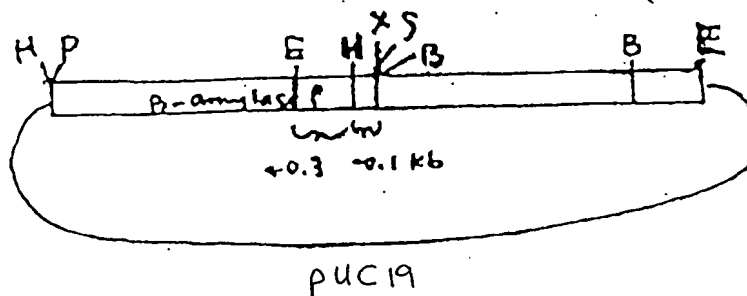 H P E H X S B B E
β-amylase P
~0.3 ~0.1 kb
pUC19